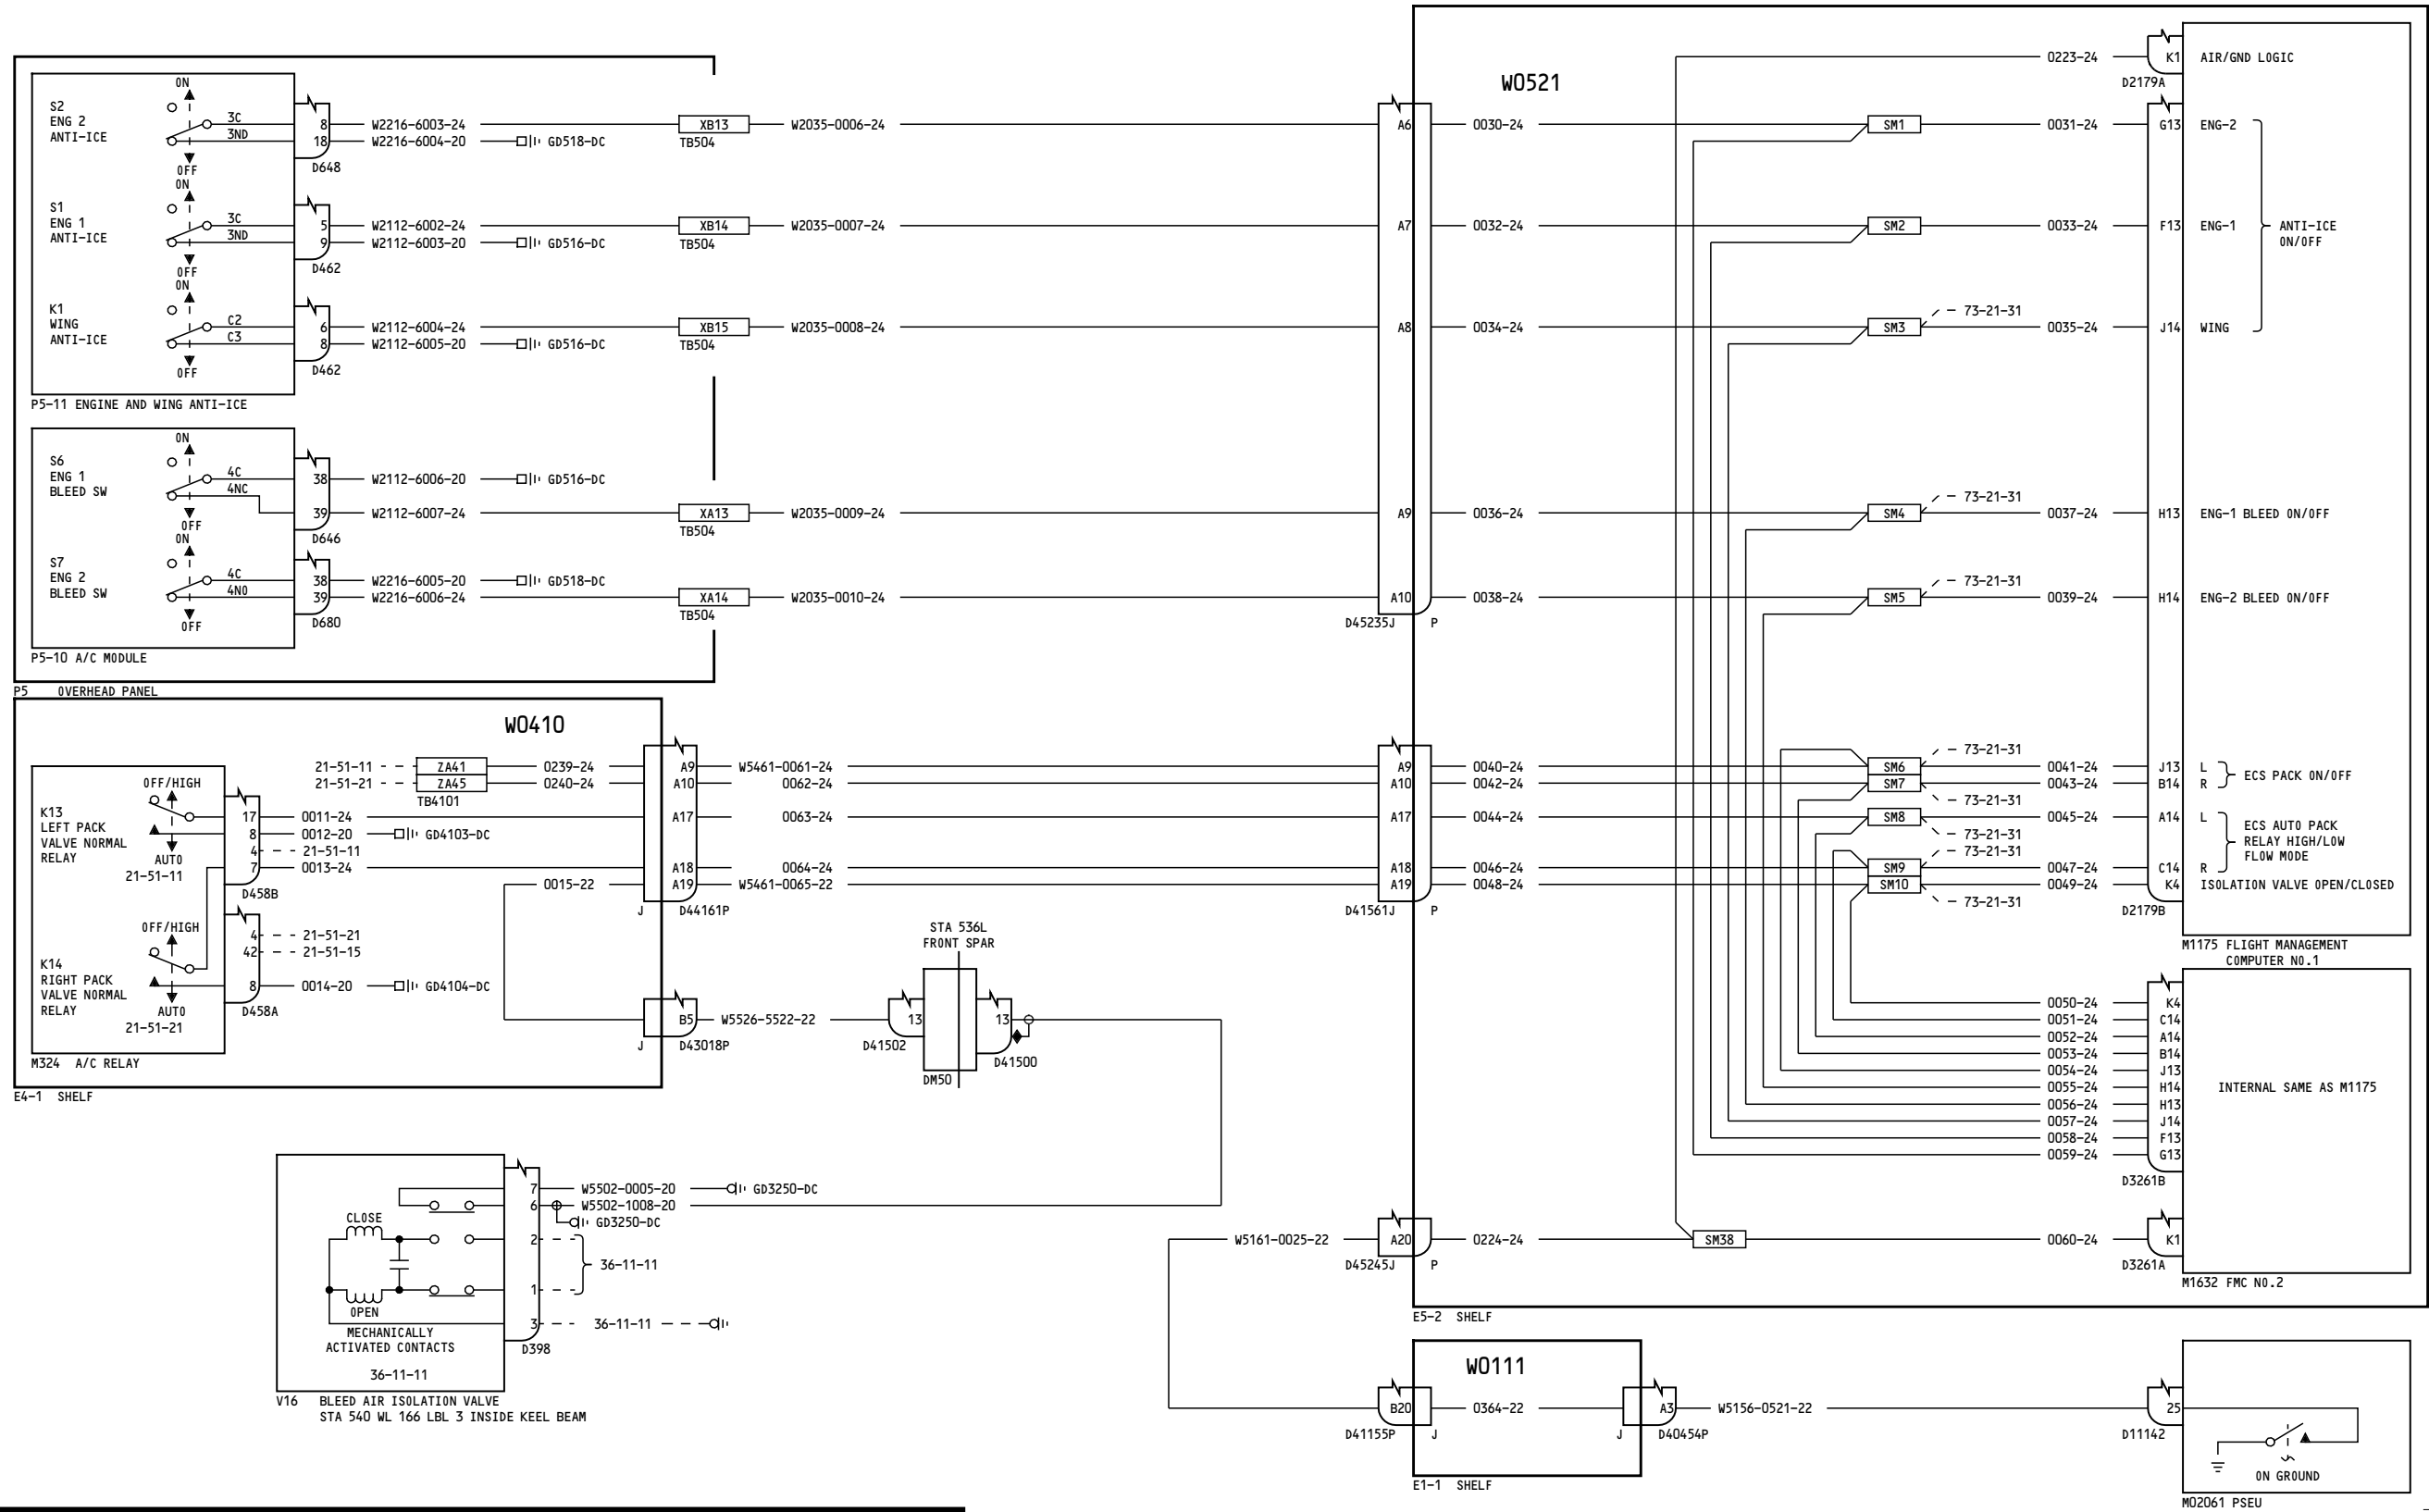 W0521
0223-24
K1
AIR/GND LOGIC
D2179A
S2
ENG 2
ANTI-ICE
ON
OFF
3C
3ND
8
18
D648
W2216-6003-24
W2216-6004-20
GD518-DC
XB13
TB504
W2035-0006-24
A6
0030-24
SM1
0031-24
G13
ENG-2
S1
ENG 1
ANTI-ICE
ON
OFF
3C
3ND
5
9
D462
W2112-6002-24
W2112-6003-20
GD516-DC
XB14
TB504
W2035-0007-24
A7
0032-24
SM2
0033-24
F13
ENG-1
ANTI-ICE
ON/OFF
K1
WING
ANTI-ICE
ON
OFF
C2
C3
6
8
D462
W2112-6004-24
W2112-6005-20
GD516-DC
XB15
TB504
W2035-0008-24
A8
0034-24
SM3
73-21-31
0035-24
J14
WING
P5-11 ENGINE AND WING ANTI-ICE
S6
ENG 1
BLEED SW
ON
OFF
4C
4NC
38
39
D646
W2112-6006-20
GD516-DC
W2112-6007-24
XA13
TB504
W2035-0009-24
A9
0036-24
SM4
73-21-31
0037-24
H13
ENG-1 BLEED ON/OFF
S7
ENG 2
BLEED SW
ON
OFF
4C
4NO
38
39
D680
W2216-6005-20
GD518-DC
W2216-6006-24
XA14
TB504
W2035-0010-24
A10
D45235J
P
0038-24
SM5
73-21-31
0039-24
H14
ENG-2 BLEED ON/OFF
P5-10 A/C MODULE
P5 OVERHEAD PANEL
W0410
21-51-11
ZA41
0239-24
A9
W5461-0061-24
A9
0040-24
SM6
73-21-31
0041-24
J13
L
21-51-21
ZA45
0240-24
A10
0062-24
A10
0042-24
SM7
73-21-31
0043-24
B14
R
ECS PACK ON/OFF
TB4101
K13
LEFT PACK
VALVE NORMAL
RELAY
OFF/HIGH
AUTO
21-51-11
17
0011-24
A17
0063-24
A17
0044-24
SM8
73-21-31
0045-24
A14
L
8
0012-20
GD4103-DC
4
21-51-11
7
0013-24
D458B
A18
0064-24
A18
0046-24
SM9
73-21-31
0047-24
C14
R
ECS AUTO PACK
RELAY HIGH/LOW
FLOW MODE
0015-22
A19
W5461-0065-22
A19
0048-24
SM10
73-21-31
0049-24
K4
ISOLATION VALVE OPEN/CLOSED
J
D44161P
D41561J
P
D2179B
M1175 FLIGHT MANAGEMENT
COMPUTER NO.1
K14
RIGHT PACK
VALVE NORMAL
RELAY
OFF/HIGH
AUTO
21-51-21
4
21-51-21
42
21-51-15
8
0014-20
GD4104-DC
D458A
M324 A/C RELAY
E4-1 SHELF
B5
J
D43018P
W5526-5522-22
STA 536L
FRONT SPAR
13
D41502
DM50
13
D41500
0050-24
K4
0051-24
C14
0052-24
A14
0053-24
B14
0054-24
J13
0055-24
H14
0056-24
H13
0057-24
J14
0058-24
F13
0059-24
G13
D3261B
INTERNAL SAME AS M1175
CLOSE
OPEN
MECHANICALLY
ACTIVATED CONTACTS
36-11-11
7
W5502-0005-20
GD3250-DC
6
W5502-1008-20
GD3250-DC
2
1
36-11-11
3
36-11-11
D398
V16 BLEED AIR ISOLATION VALVE
STA 540 WL 166 LBL 3 INSIDE KEEL BEAM
W5161-0025-22
A20
D45245J
P
0224-24
SM38
0060-24
K1
D3261A
M1632 FMC NO.2
E5-2 SHELF
W0111
B20
D41155P
J
0364-22
J
A3
D40454P
W5156-0521-22
25
D11142
ON GROUND
E1-1 SHELF
M02061 PSEU